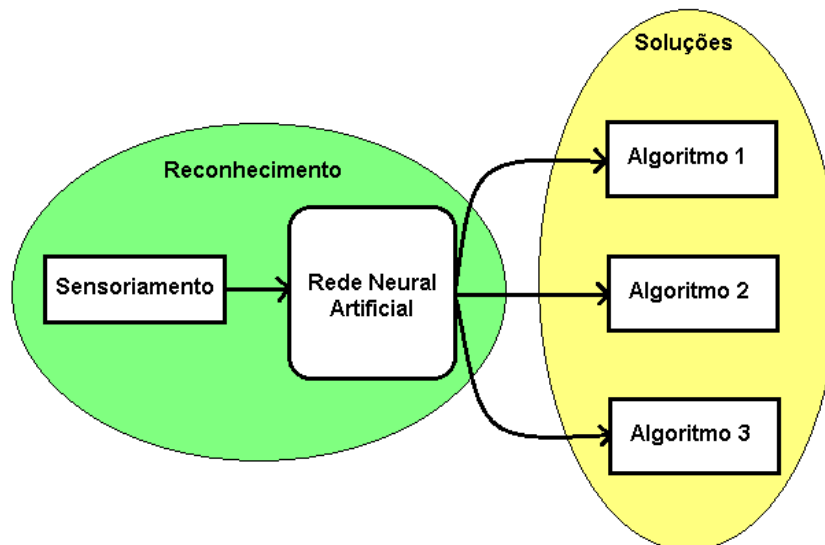 Soluções
Reconhecimento
Sensoriamento
Rede Neural
Artificial
Algoritmo 1
Algoritmo 2
Algoritmo 3